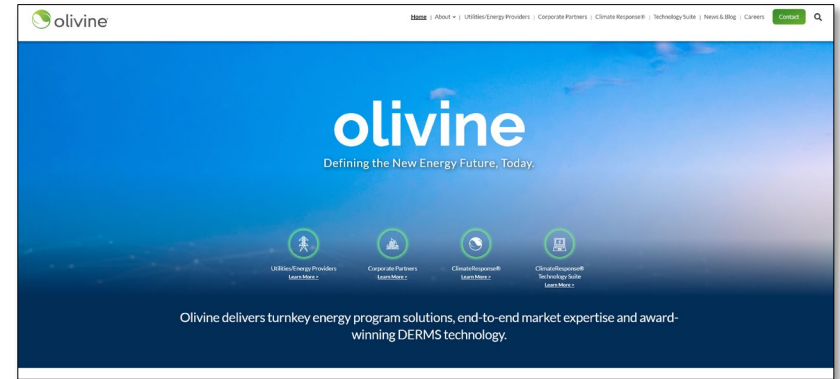 olivine
Home | About | Utilities/Energy Providers | Corporate Partners | Climate Response® | Technology Suite | News & Blog | Careers Contact
olivine
Defining the New Energy Future, Today.
Utilities/Energy Providers Corporate Partners ClimateResponse® ClimateResponse®
Learn More > Learn More > Learn More > Technology Suite
Learn More >
Olivine delivers turnkey energy program solutions, end-to-end market expertise and award-
winning DERMS technology.